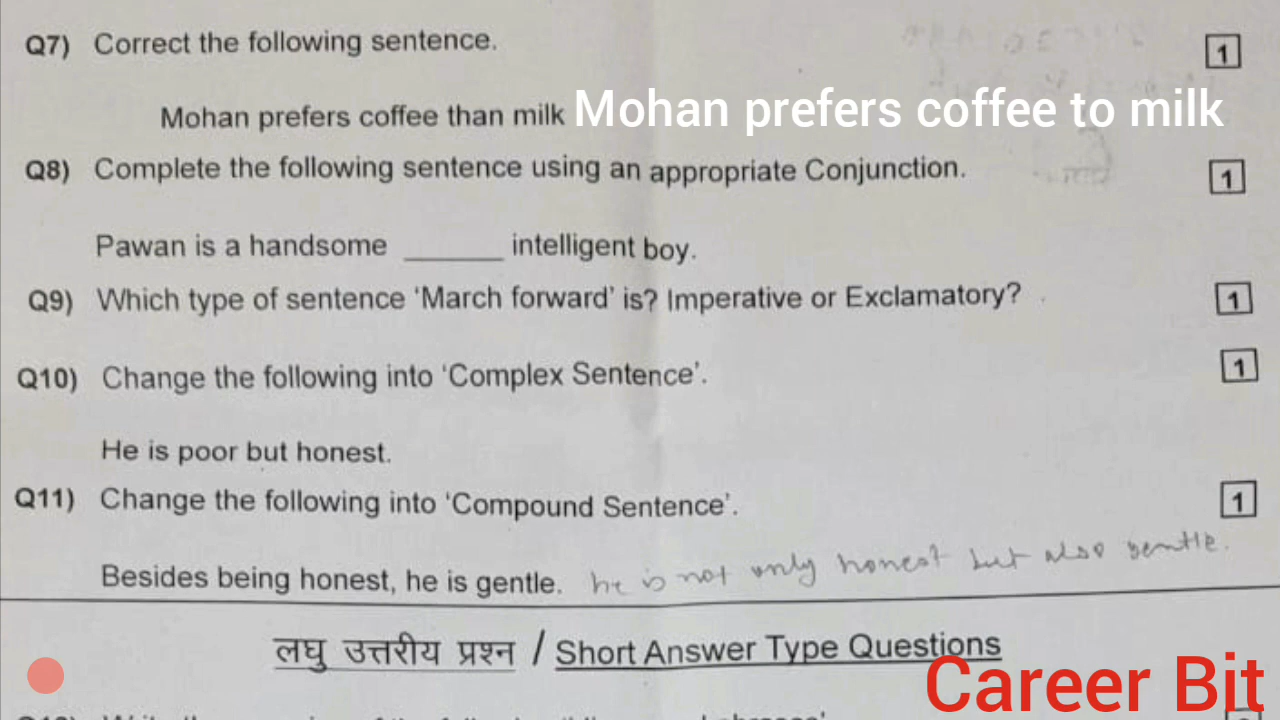 Q7) Correct the following sentence. 1
Mohan prefers coffee than milk Mohan prefers coffee to milk
Q8) Complete the following sentence using an appropriate Conjunction. 1
Pawan is a handsome ______ intelligent boy.
Q9) Which type of sentence 'March forward' is? Imperative or Exclamatory? 1
Q10) Change the following into 'Complex Sentence'. 1
He is poor but honest.
Q11) Change the following into 'Compound Sentence'. 1
Besides being honest, he is gentle. he is not only honest but also gentle.
लघु उत्तरीय प्रश्न / Short Answer Type Questions
Career Bit